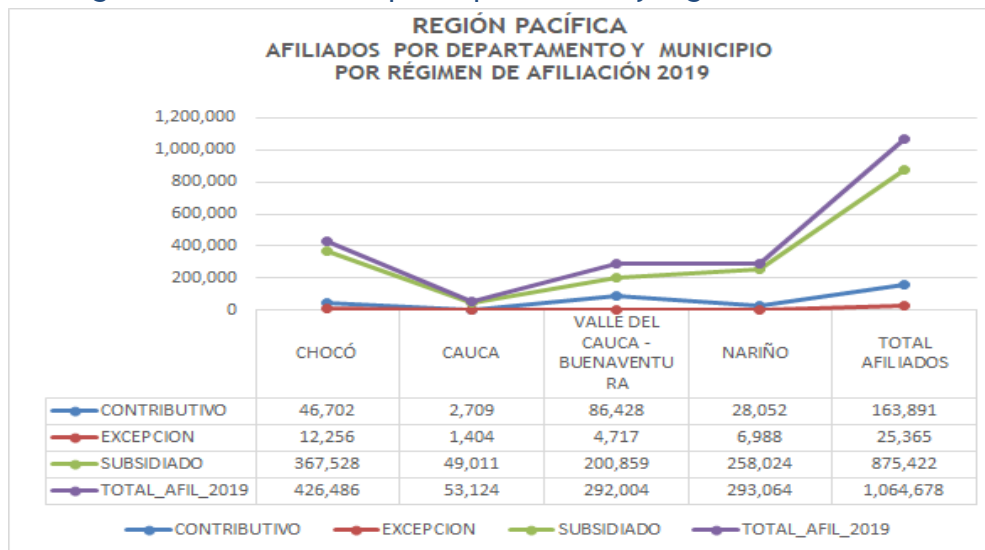 REGIÓN PACÍFICA
AFILIADOS POR DEPARTAMENTO Y MUNICIPIO
POR RÉGIMEN DE AFILIACIÓN 2019
1,200,000
1,000,000
800,000
600,000
400,000
200,000
0
CHOCÓ CAUCA VALLE DEL CAUCA - BUENAVENTU RA NARIÑO TOTAL AFILIADOS
CONTRIBUTIVO 46,702 2,709 86,428 28,052 163,891
EXCEPCION 12,256 1,404 4,717 6,988 25,365
SUBSIDIADO 367,528 49,011 200,859 258,024 875,422
TOTAL_AFIL_2019 426,486 53,124 292,004 293,064 1,064,678
CONTRIBUTIVO EXCEPCION SUBSIDIADO TOTAL_AFIL_2019